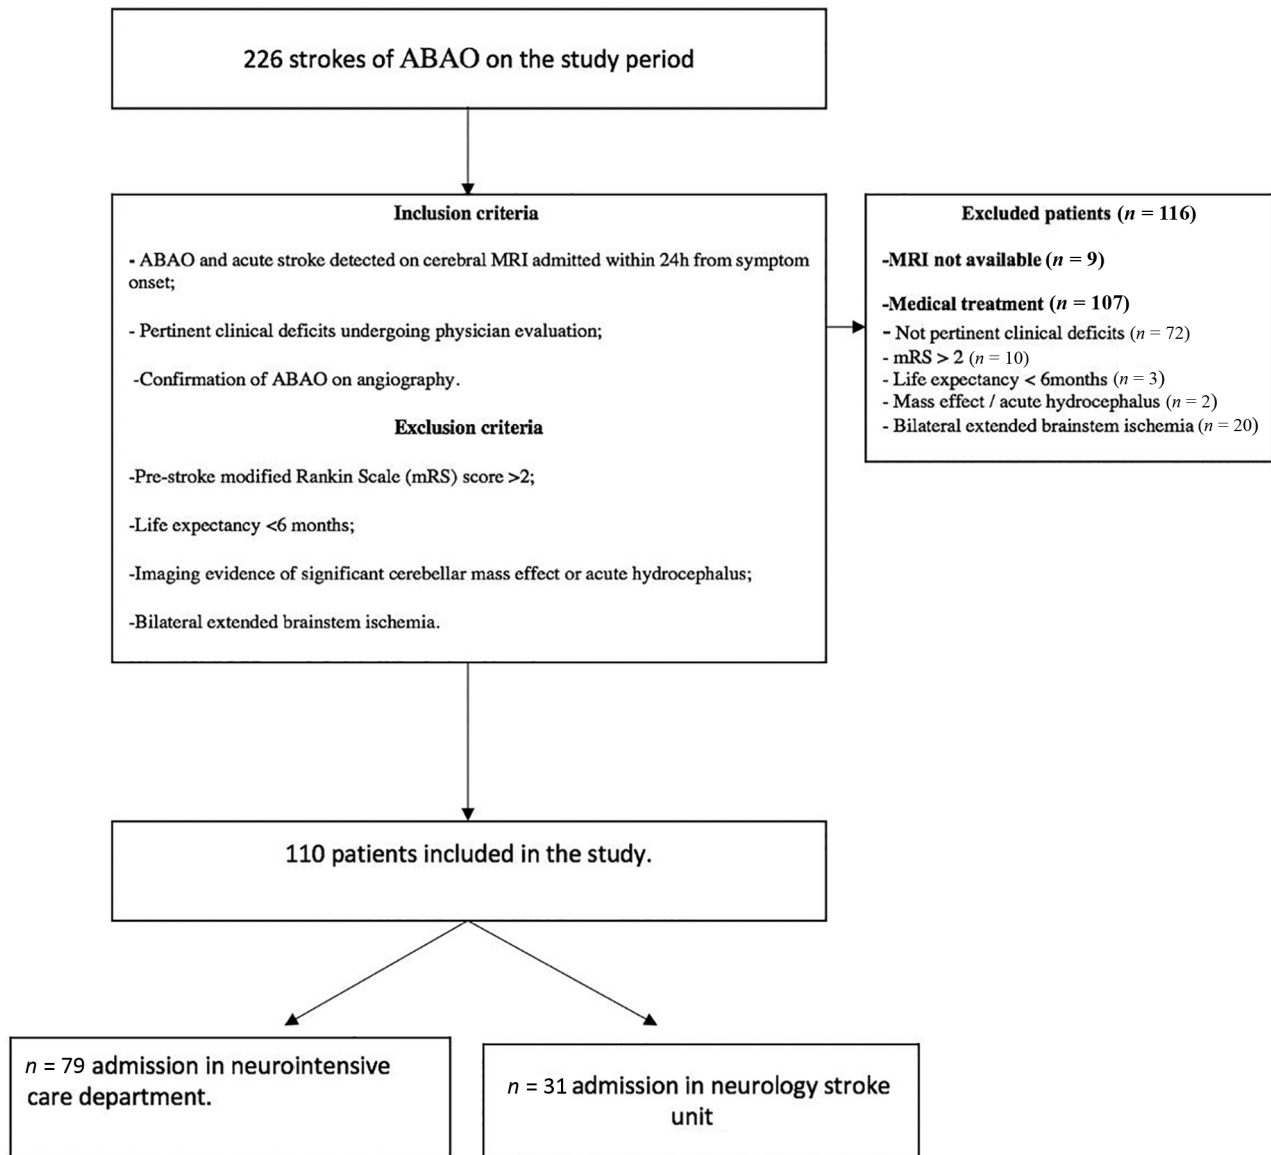 226 strokes of ABAO on the study period
Inclusion criteria
- ABAO and acute stroke detected on cerebral MRI admitted within 24h from symptom
onset;
- Pertinent clinical deficits undergoing physician evaluation;
-Confirmation of ABAO on angiography.
Exclusion criteria
-Pre-stroke modified Rankin Scale (mRS) score >2;
-Life expectancy <6 months;
-Imaging evidence of significant cerebellar mass effect or acute hydrocephalus;
-Bilateral extended brainstem ischemia.
Excluded patients (n = 116)
-MRI not available (n = 9)
-Medical treatment (n = 107)
- Not pertinent clinical deficits (n = 72)
- mRS > 2 (n = 10)
- Life expectancy < 6months (n = 3)
- Mass effect / acute hydrocephalus (n = 2)
- Bilateral extended brainstem ischemia (n = 20)
110 patients included in the study.
n = 79 admission in neurointensive
care department.
n = 31 admission in neurology stroke
unit